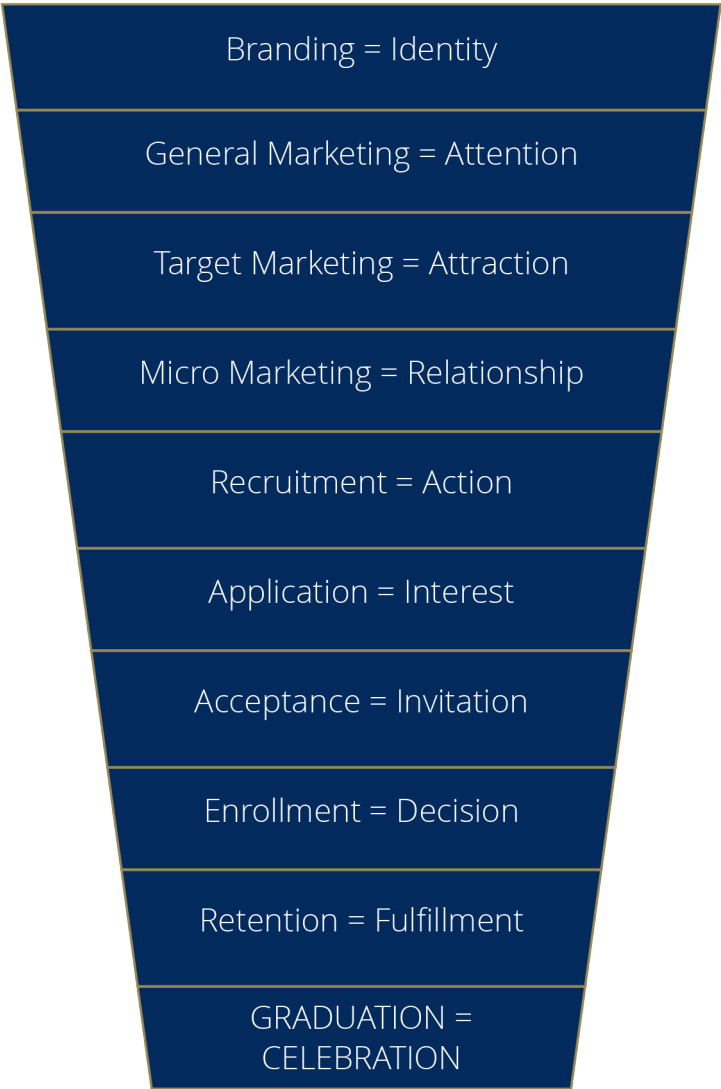 Branding = Identity
General Marketing = Attention
Target Marketing = Attraction
Micro Marketing = Relationship
Recruitment = Action
Application = Interest
Acceptance = Invitation
Enrollment = Decision
Retention = Fulfillment
GRADUATION =
CELEBRATION